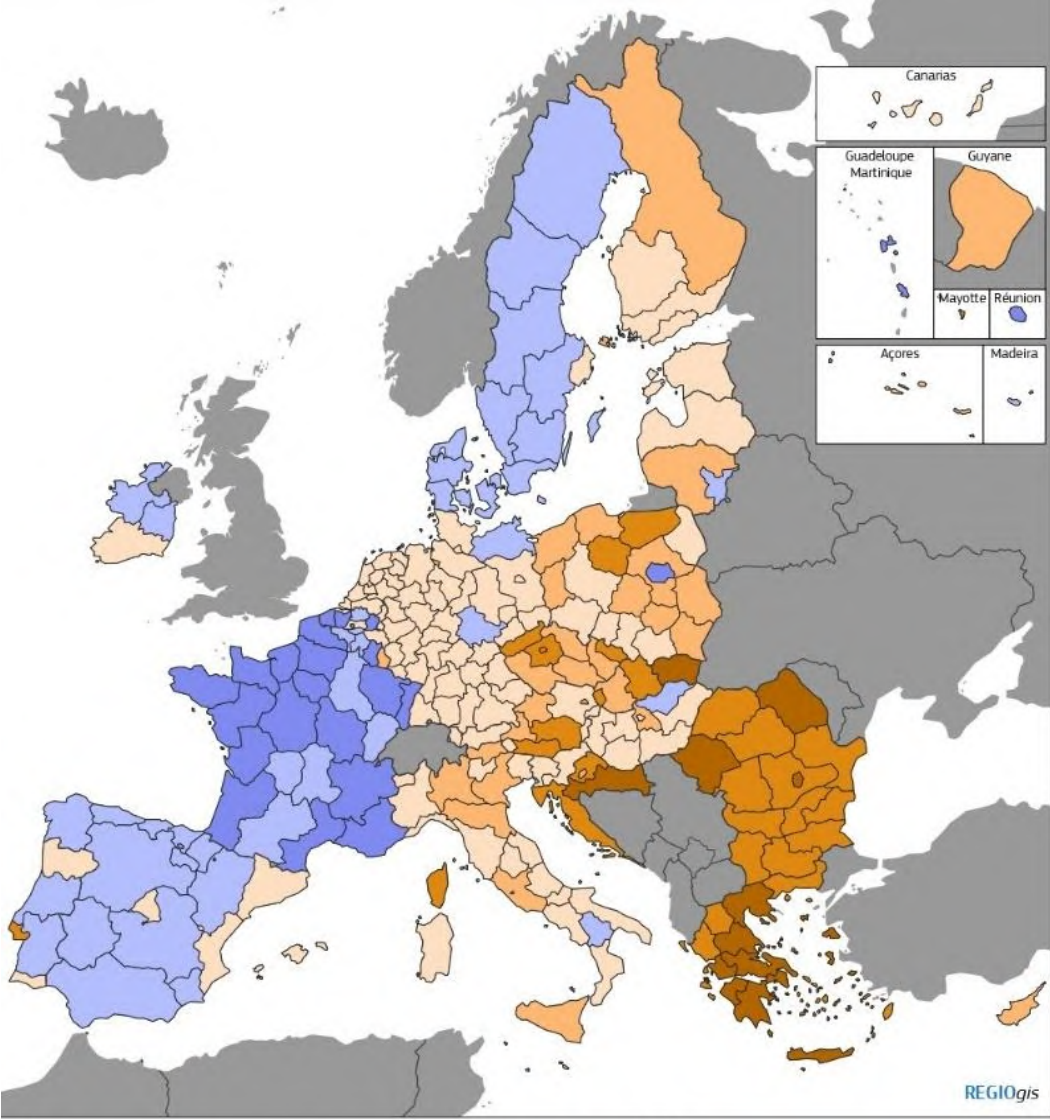 Canarias
Guadeloupe
Martinique
Guyane
Mayotte
Réunion
Açores
Madeira
REGIOgis